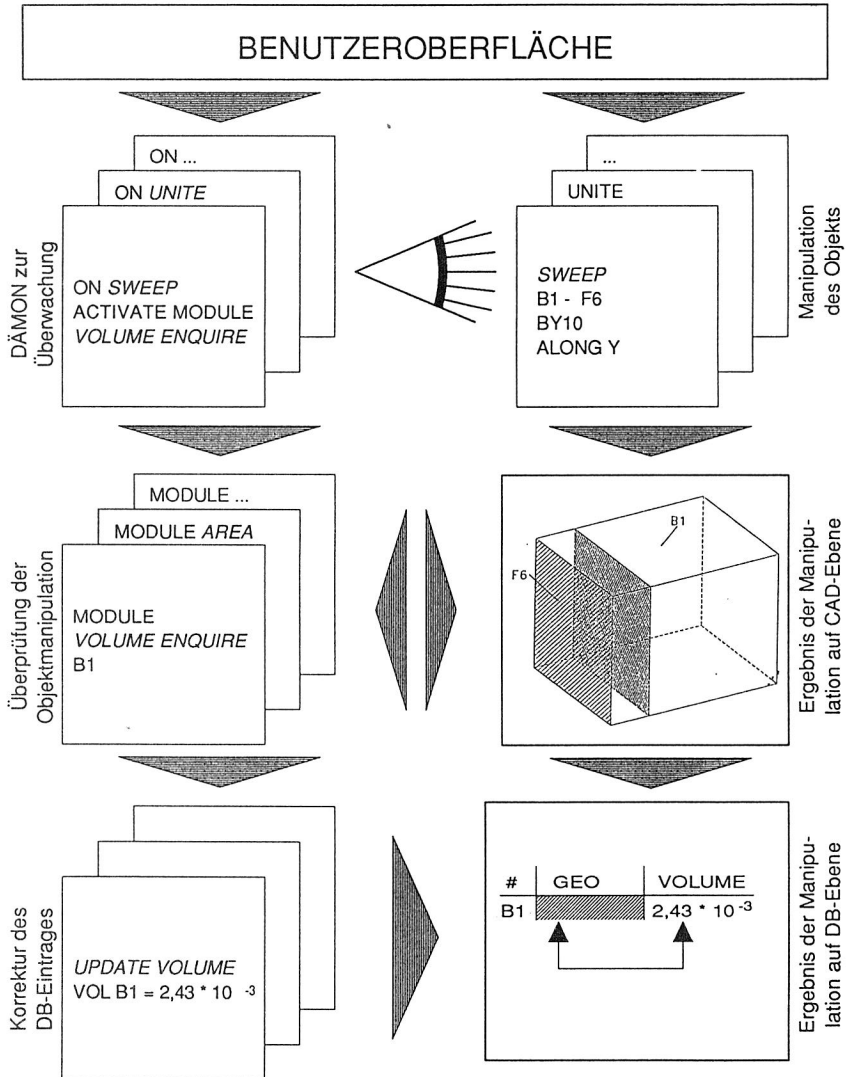 BENUTZEROBERFLÄCHE
ON ...
ON UNITE
ON SWEEP
ACTIVATE MODULE
VOLUME ENQUIRE
DÄMON zur
Überwachung
...
UNITE
SWEEP
B1 - F6
BY10
ALONG Y
Manipulation
des Objekts
MODULE ...
MODULE AREA
MODULE
VOLUME ENQUIRE
B1
Überprüfung der
Objektmanipulation
B1
F6
Ergebnis der Manipu-
lation auf CAD-Ebene
UPDATE VOLUME
VOL B1 = 2,43 * 10 -3
Korrektur des
DB-Eintrages
# GEO VOLUME
B1 2,43 * 10 -3
Ergebnis der Manipu-
lation auf DB-Ebene